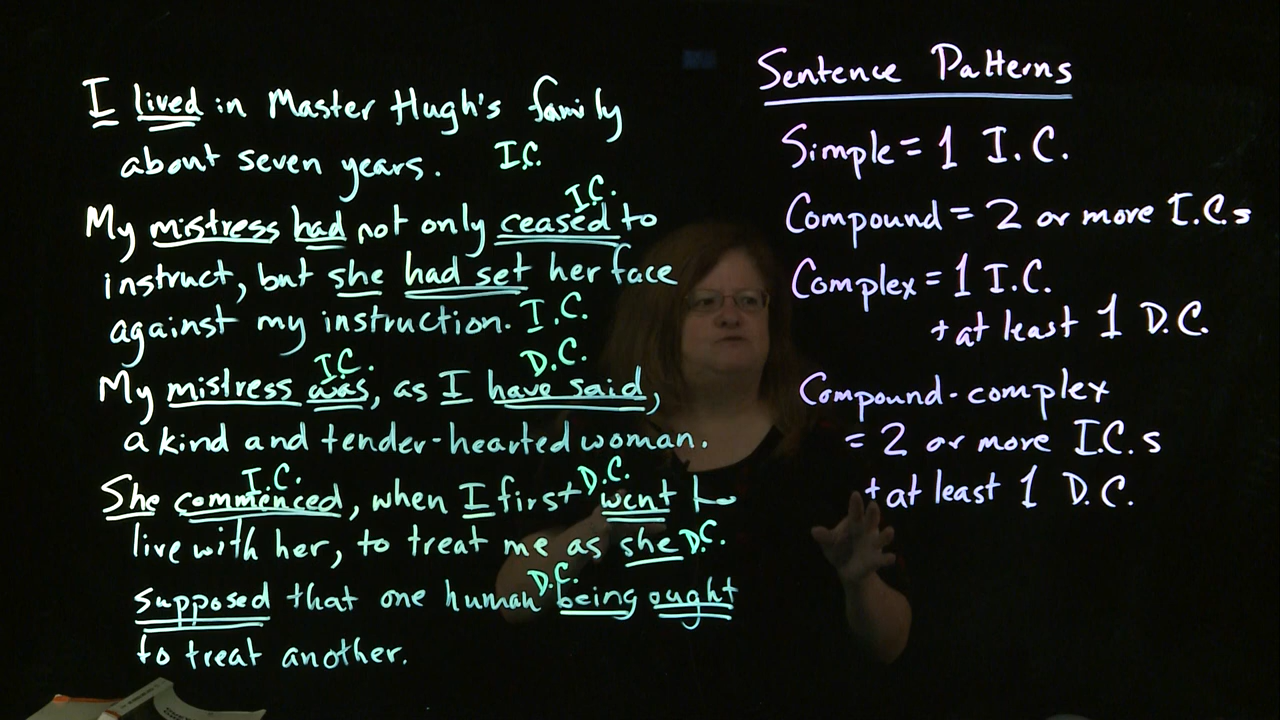 I lived in Master Hugh's family
about seven years. I.C.
I.C.
My mistress had not only ceased to
instruct, but she had set her face
against my instruction. I.C.
I.C. D.C.
My mistress was, as I have said,
a kind and tender-hearted woman.
I.C. D.C.
She commenced, when I first went to
live with her, to treat me as she D.C.
D.C.
supposed that one human being ought
to treat another.
Sentence Patterns
Simple = 1 I.C.
Compound = 2 or more I.C.s
Complex = 1 I.C.
+ at least 1 D.C.
Compound-complex
= 2 or more I.C.s
+ at least 1 D.C.